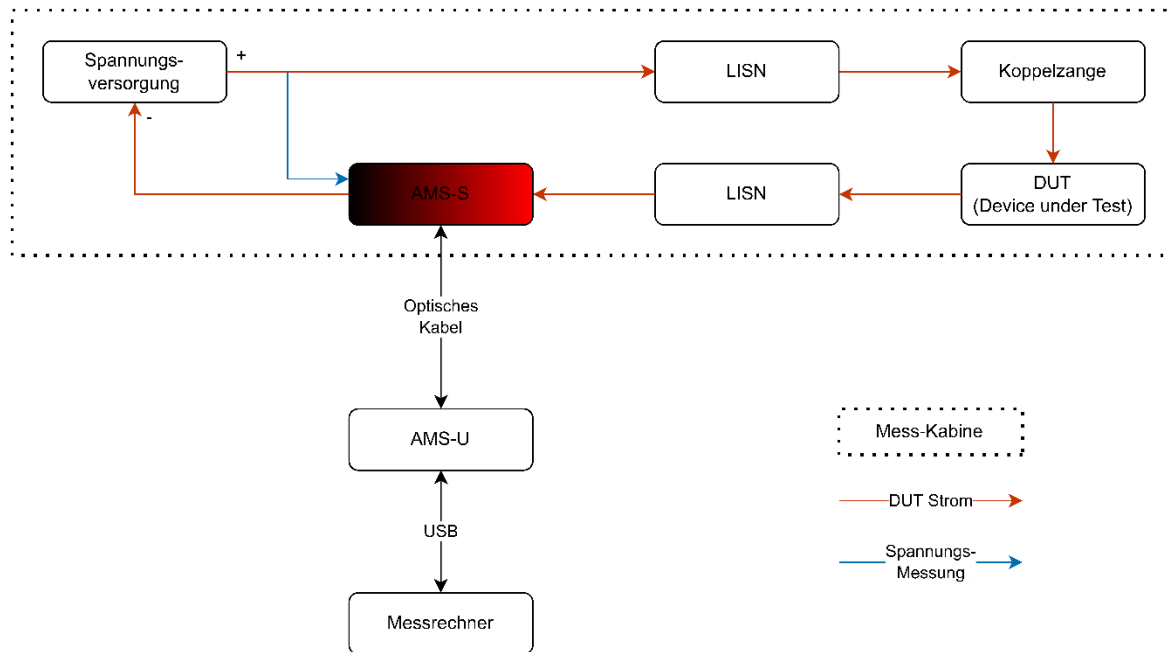 Spannungs-
versorgung
+
-
LISN
Koppelzange
AMS-S
LISN
DUT
(Device under Test)
Optisches
Kabel
AMS-U
USB
Messrechner
Mess-Kabine
DUT Strom
Spannungs-
Messung